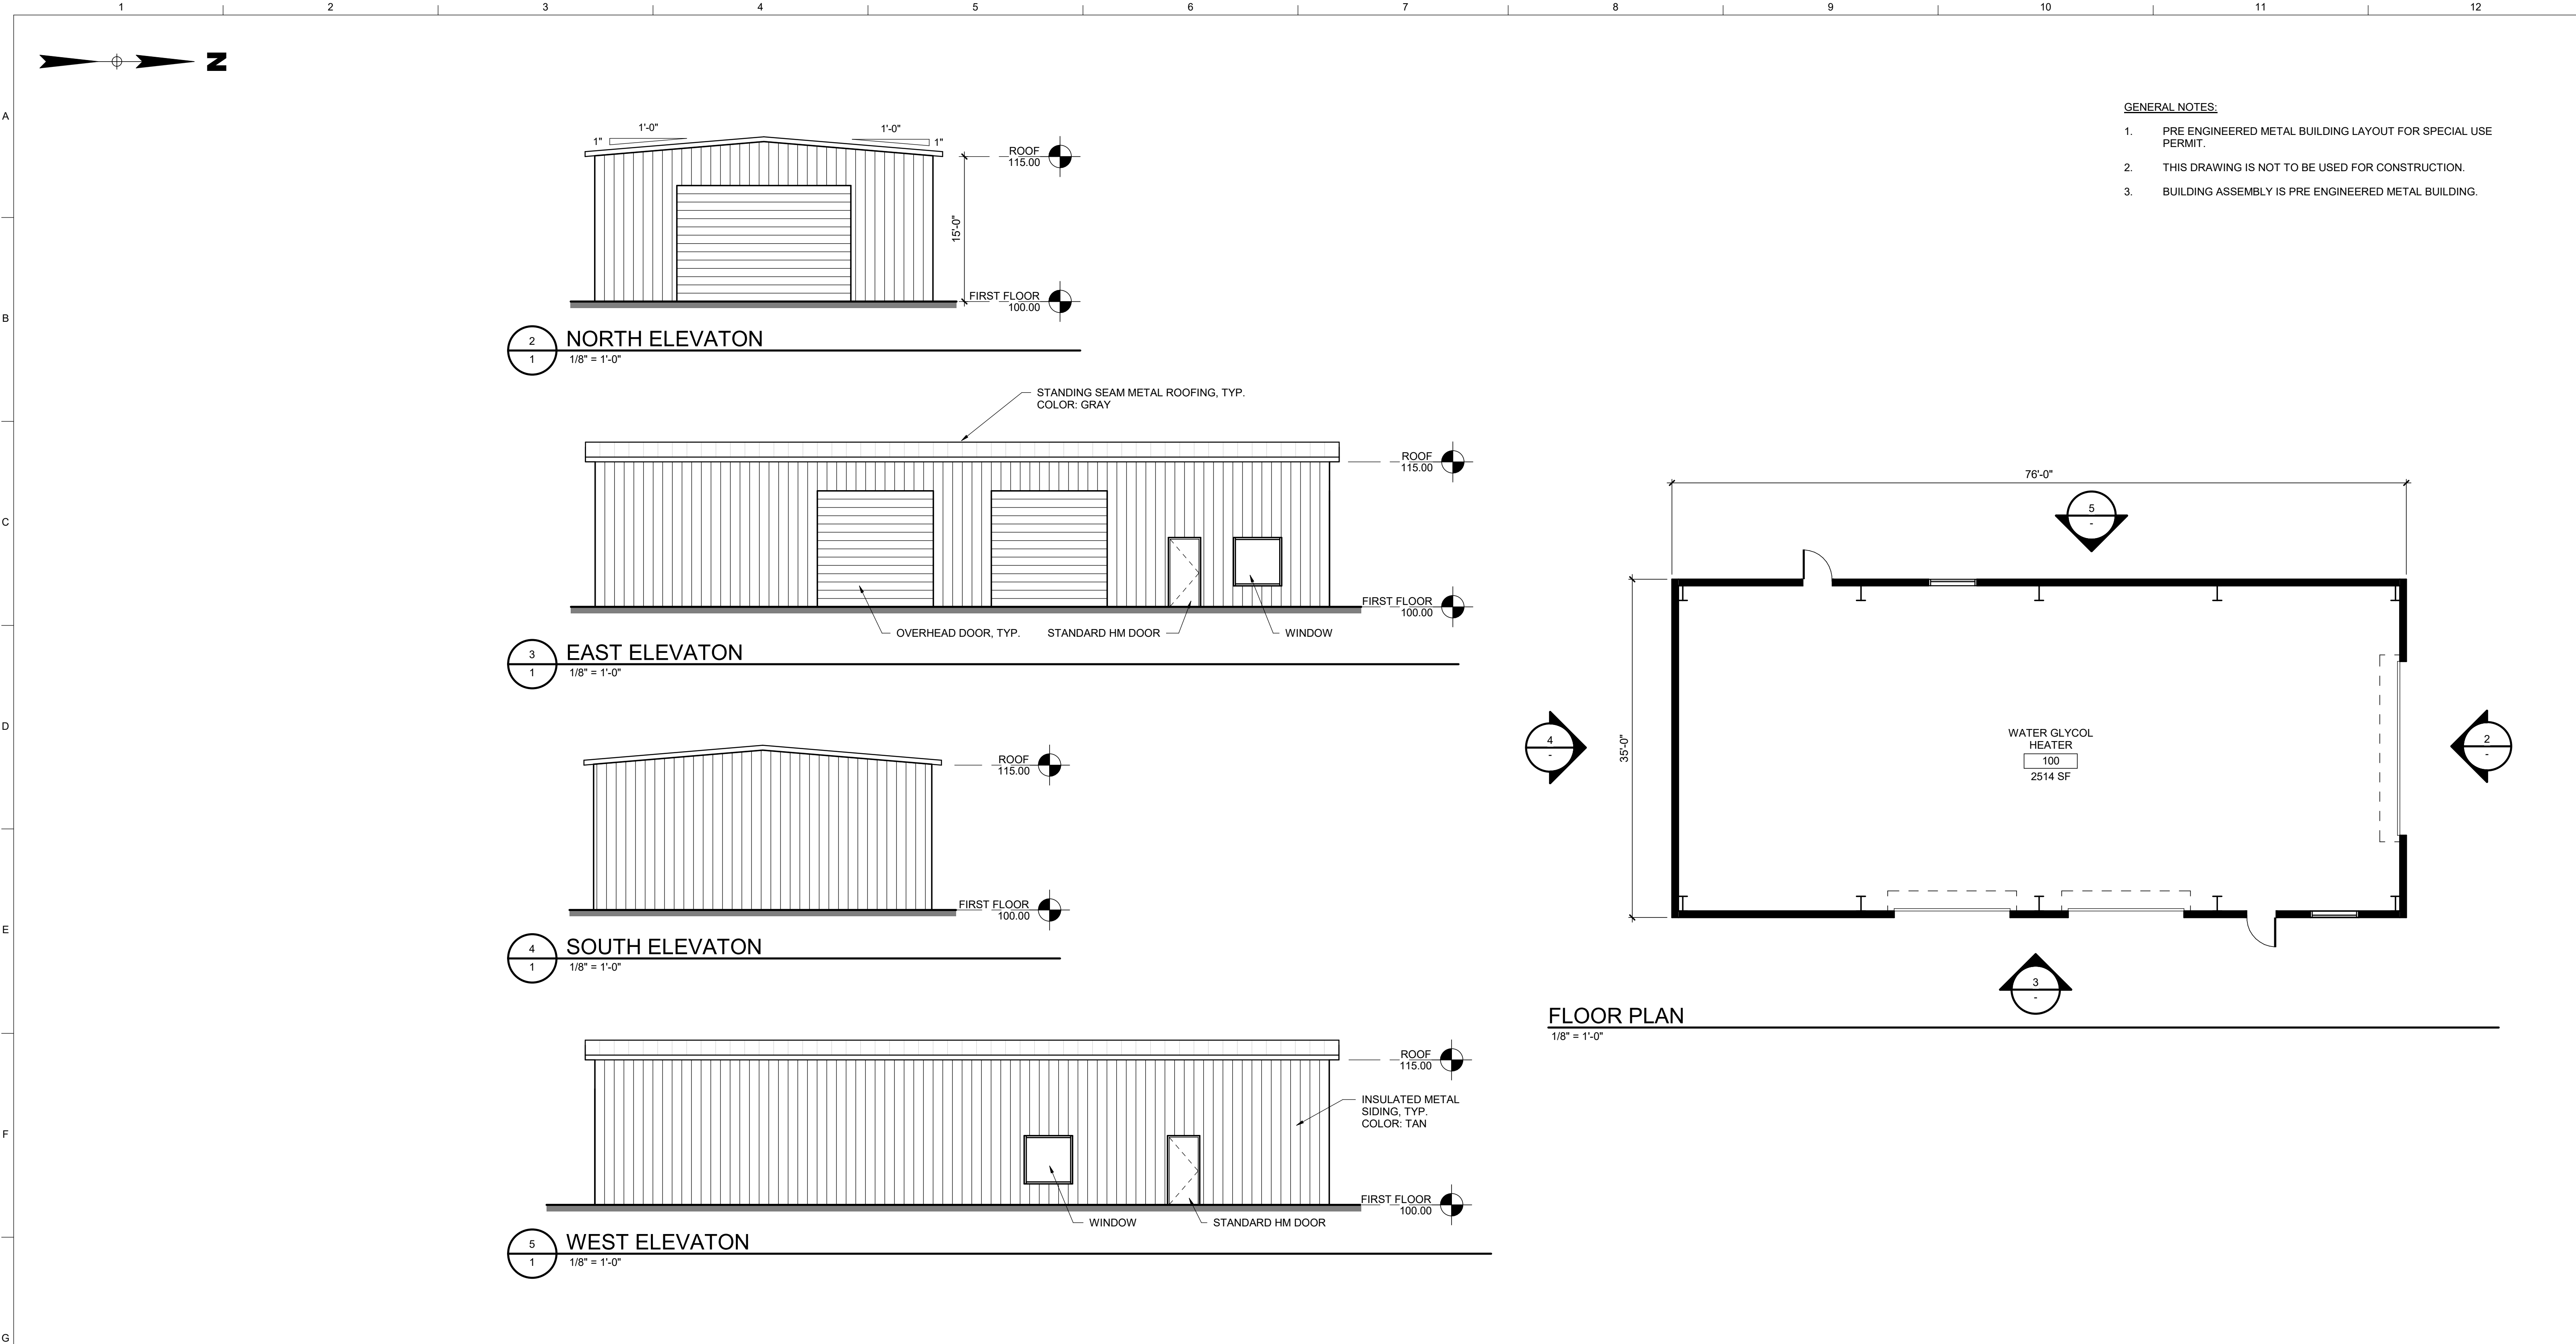 1 2 3 4 5 6 7 8 9 10 11 12
A
B
C
D
E
F
G
N
GENERAL NOTES:
1. PRE ENGINEERED METAL BUILDING LAYOUT FOR SPECIAL USE
PERMIT.
2. THIS DRAWING IS NOT TO BE USED FOR CONSTRUCTION.
3. BUILDING ASSEMBLY IS PRE ENGINEERED METAL BUILDING.
1'-0"
1"
1'-0"
1"
ROOF
115.00
15'-0"
FIRST FLOOR
100.00
2
1
NORTH ELEVATON
1/8" = 1'-0"
STANDING SEAM METAL ROOFING, TYP.
COLOR: GRAY
ROOF
115.00
FIRST FLOOR
100.00
OVERHEAD DOOR, TYP.
STANDARD HM DOOR
WINDOW
3
1
EAST ELEVATON
1/8" = 1'-0"
ROOF
115.00
FIRST FLOOR
100.00
4
1
SOUTH ELEVATON
1/8" = 1'-0"
ROOF
115.00
INSULATED METAL
SIDING, TYP.
COLOR: TAN
FIRST FLOOR
100.00
WINDOW
STANDARD HM DOOR
5
1
WEST ELEVATON
1/8" = 1'-0"
76'-0"
5
-
35'-0"
4
-
WATER GLYCOL
HEATER
100
2514 SF
2
-
3
-
FLOOR PLAN
1/8" = 1'-0"